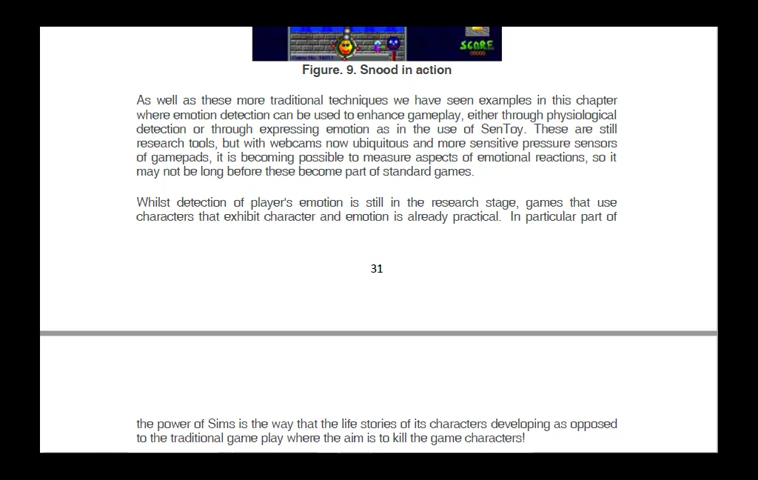 SCORE
Figure. 9. Snood in action
As well as these more traditional techniques we have seen examples in this chapter
where emotion detection can be used to enhance gameplay, either through physiological
detection or through expressing emotion as in the use of SenToy. These are still
research tools, but with webcams now ubiquitous and more sensitive pressure sensors
of gamepads, it is becoming possible to measure aspects of emotional reactions, so it
may not be long before these become part of standard games.
Whilst detection of player's emotion is still in the research stage, games that use
characters that exhibit character and emotion is already practical. In particular part of
31
the power of Sims is the way that the life stories of its characters developing as opposed
to the traditional game play where the aim is to kill the game characters!